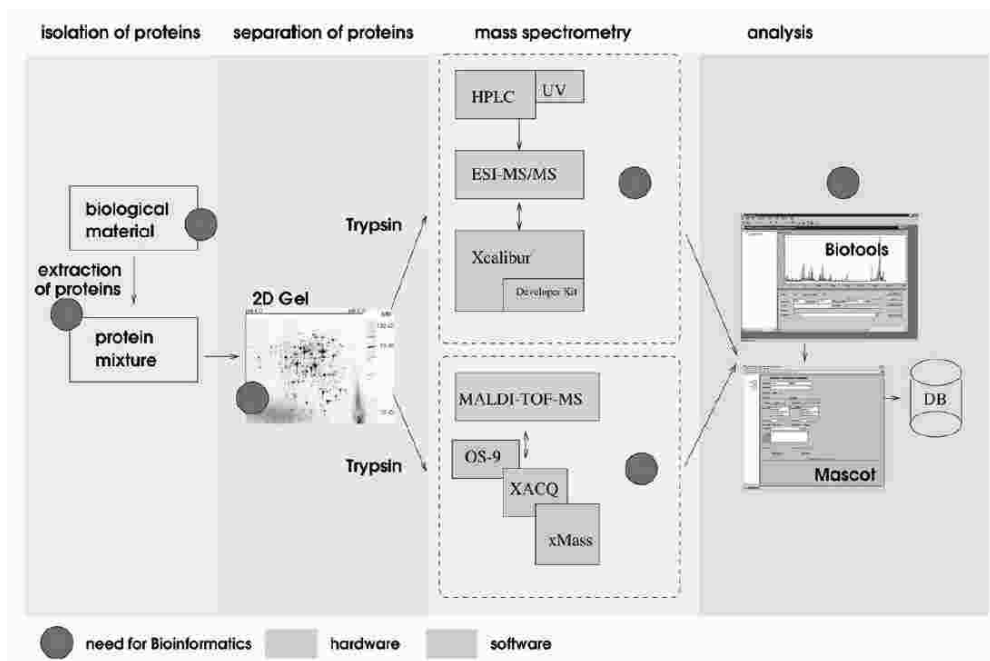 isolation of proteins
separation of proteins
mass spectrometry
analysis
biological
material
extraction
of proteins
protein
mixture
2D Gel
Trypsin
Trypsin
HPLC
UV
ESI-MS/MS
Xcalibur
Developer Kit
MALDI-TOF-MS
OS-9
XACQ
xMass
Biotools
Mascot
DB
need for Bioinformatics
hardware
software